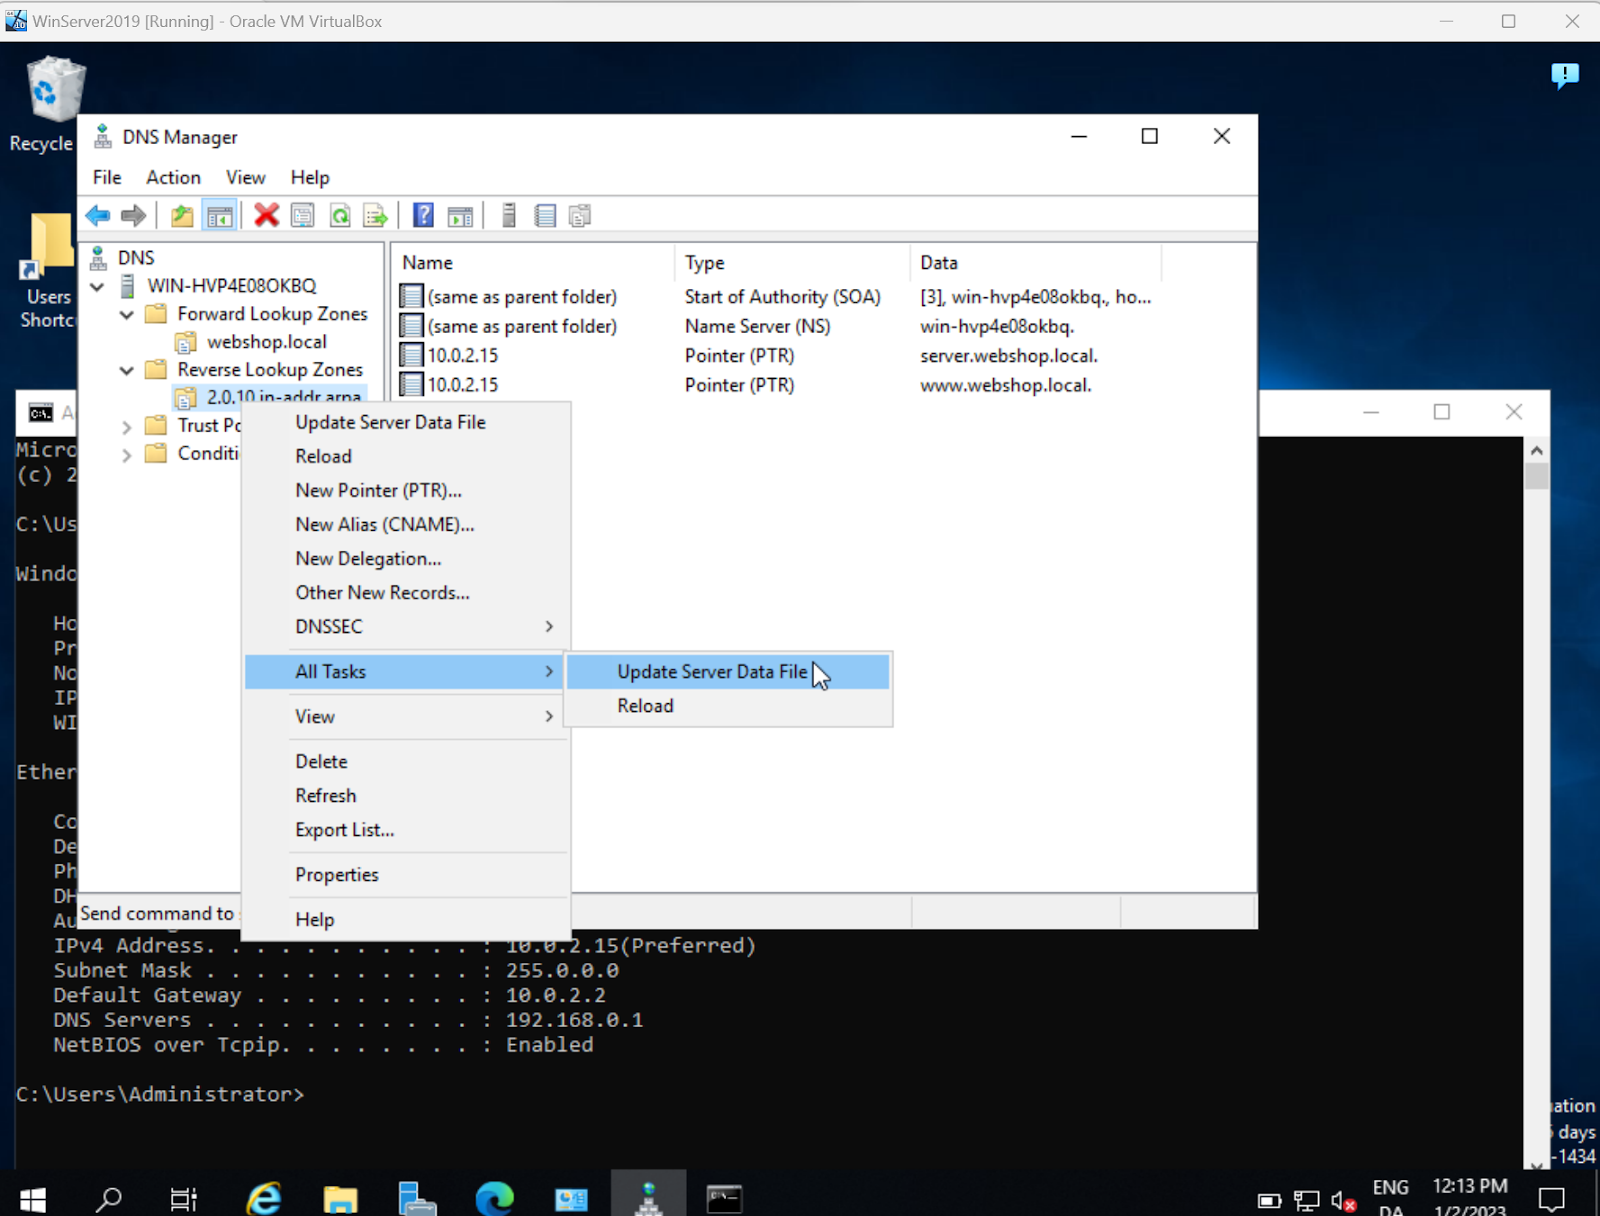 WinServer2019 [Running] - Oracle VM VirtualBox
Recycle
Users
Shortc
DNS Manager
File Action View Help
DNS
WIN-HVP4E08OKBQ
Forward Lookup Zones
webshop.local
Reverse Lookup Zones
2.0.10.in-addr.arpa
Trust Po
Conditi
Name Type Data
(same as parent folder) Start of Authority (SOA) [3], win-hvp4e08okbq., ho...
(same as parent folder) Name Server (NS) win-hvp4e08okbq.
10.0.2.15 Pointer (PTR) server.webshop.local.
10.0.2.15 Pointer (PTR) www.webshop.local.
Update Server Data File
Reload
New Pointer (PTR)...
New Alias (CNAME)...
New Delegation...
Other New Records...
DNSSEC
All Tasks
View
Delete
Refresh
Export List...
Properties
Help
Update Server Data File
Reload
Send command to
A
Micro
(c) 2
C:\Us
Windo
Ho
Pr
No
IP
WI
Ether
Co
De
Ph
DH
Au
IPv4 Address. . . . . . . . . . . : 10.0.2.15(Preferred)
Subnet Mask . . . . . . . . . . . : 255.0.0.0
Default Gateway . . . . . . . . . : 10.0.2.2
DNS Servers . . . . . . . . . . . : 192.168.0.1
NetBIOS over Tcpip. . . . . . . . : Enabled
C:\Users\Administrator>
ation
days
-1434
ENG
DA
12:13 PM
1/2/2023